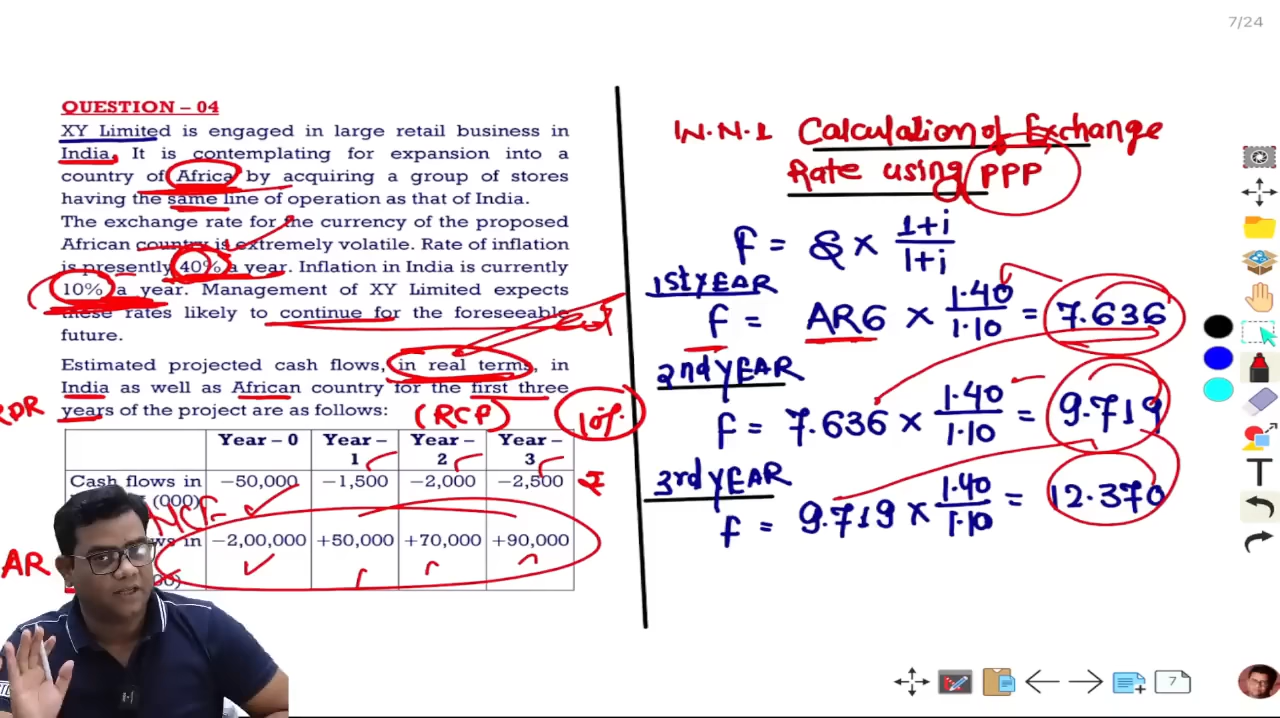 7/24
QUESTION – 04
XY Limited is engaged in large retail business in
India. It is contemplating for expansion into a
country of Africa by acquiring a group of stores
having the same line of operation as that of India.
The exchange rate for the currency of the proposed
African country is extremely volatile. Rate of inflation
is presently 40% a year. Inflation in India is currently
10% a year. Management of XY Limited expects
these rates likely to continue for the foreseeable
future.
Estimated projected cash flows, in real terms, in
India as well as African country for the first three
years of the project are as follows:
RDR
(RCF)
10%
Year – 0 Year – 1 Year – 2 Year – 3
Cash flows in (000) −50,000 −1,500 −2,000 −2,500 ₹
NCF
in −2,00,000 +50,000 +70,000 +90,000
AR
W.N.1 Calculation of Exchange
Rate using PPP
F = S × 1+i / 1+i
1st YEAR
F = AR6 × 1.40 / 1.10 = 7.636
2nd YEAR
F = 7.636 × 1.40 / 1.10 = 9.719
3rd YEAR
F = 9.719 × 1.40 / 1.10 = 12.370
7